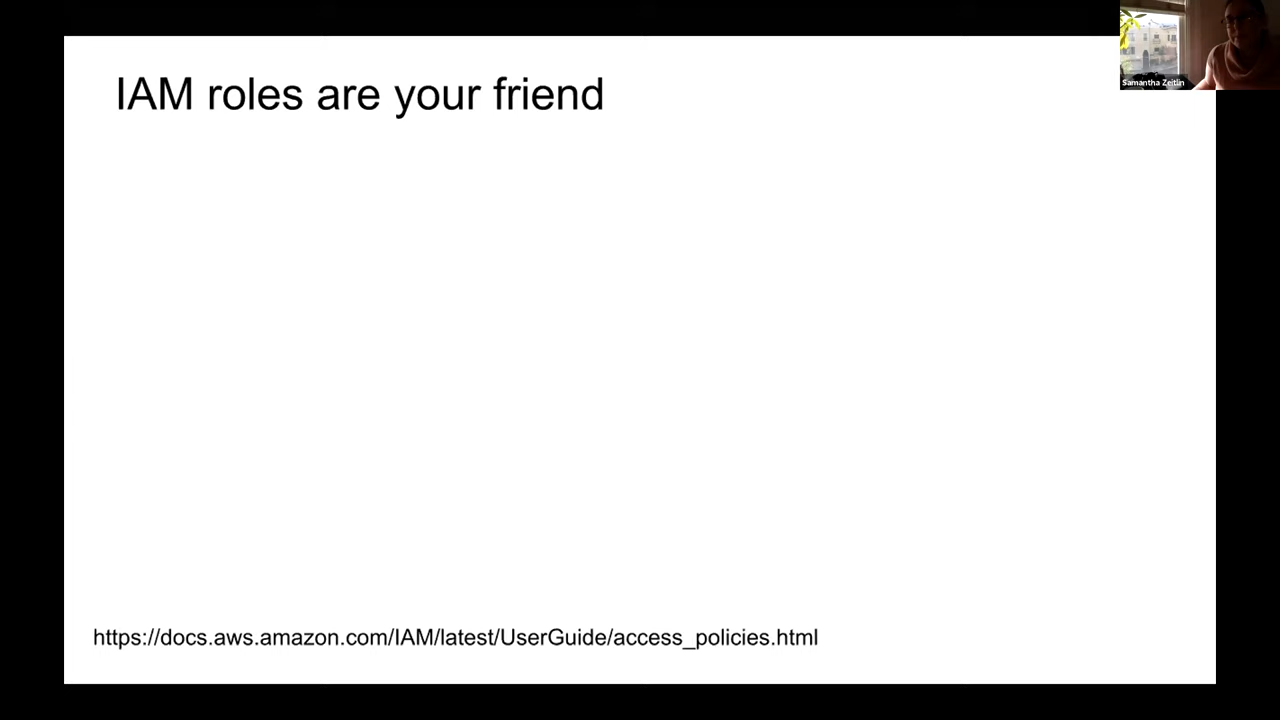 IAM roles are your friend
Samantha Zeitlin
https://docs.aws.amazon.com/IAM/latest/UserGuide/access_policies.html